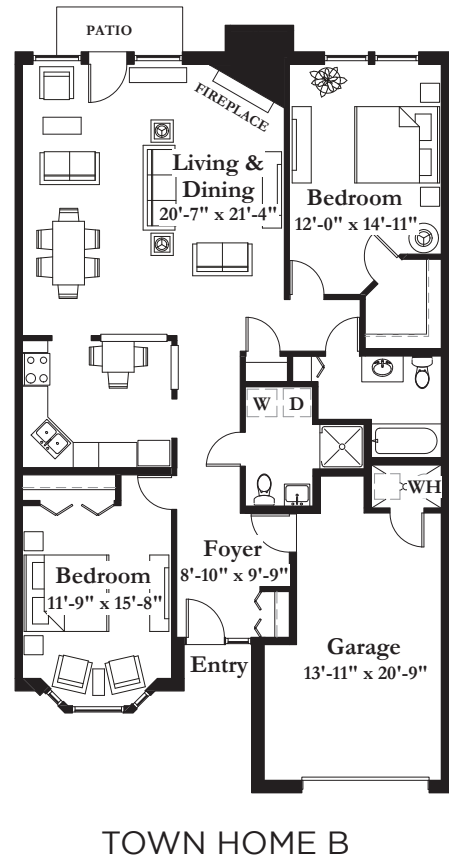 PATIO
FIREPLACE
Living &
Dining
20'-7" x 21'-4"
Bedroom
12'-0" x 14'-11"
W D
WH
Foyer
8'-10" x 9'-9"
Bedroom
11'-9" x 15'-8"
Entry
Garage
13'-11" x 20'-9"
TOWN HOME B